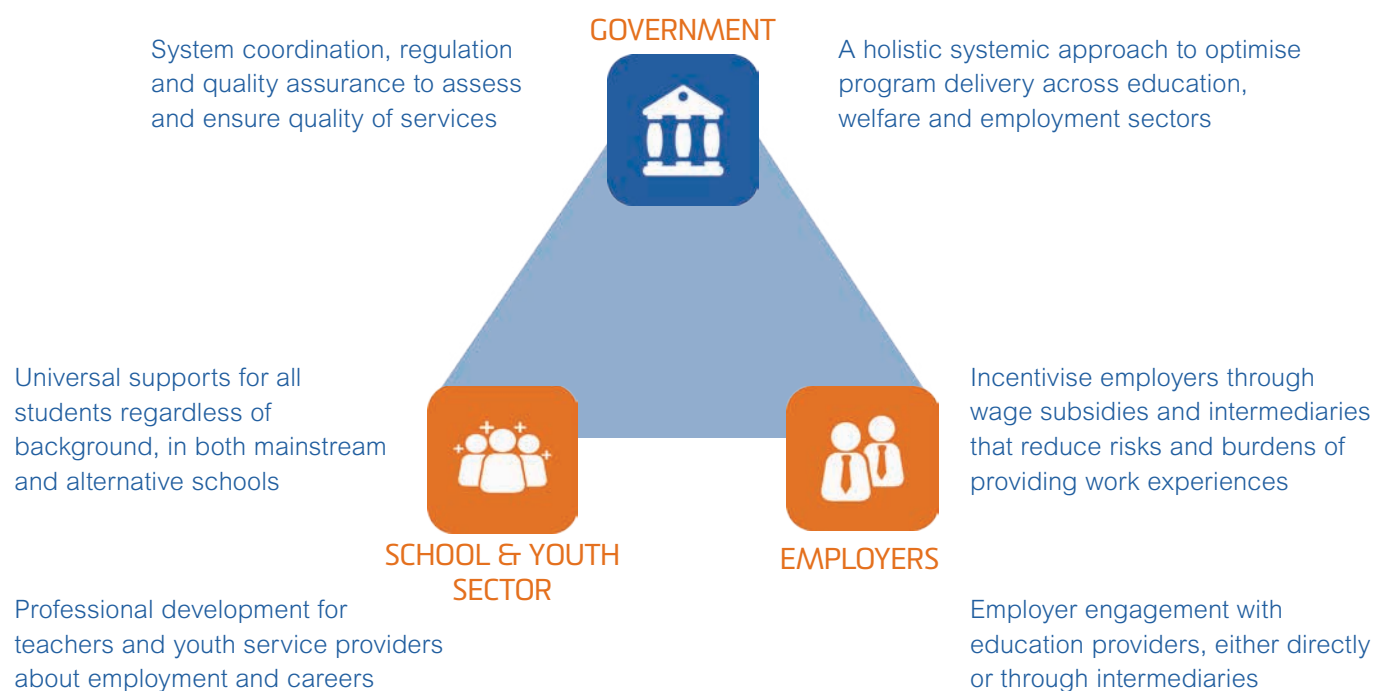 GOVERNMENT
System coordination, regulation
and quality assurance to assess
and ensure quality of services
A holistic systemic approach to optimise
program delivery across education,
welfare and employment sectors
Universal supports for all
students regardless of
background, in both mainstream
and alternative schools
Incentivise employers through
wage subsidies and intermediaries
that reduce risks and burdens of
providing work experiences
SCHOOL & YOUTH
SECTOR
EMPLOYERS
Professional development for
teachers and youth service providers
about employment and careers
Employer engagement with
education providers, either directly
or through intermediaries